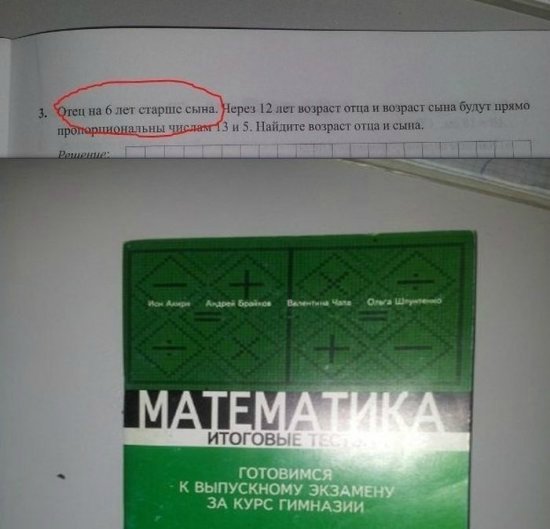 3. Отец на 6 лет старше сына. Через 12 лет возраст отца и возраст сына будут прямо
пропорциональны числам 13 и 5. Найдите возраст отца и сына.
Решение:
Ион Акири Андрей Брайков Валентина Чапа Ольга Шпунтенко
МАТЕМАТИКА
ИТОГОВЫЕ ТЕСТЫ
ГОТОВИМСЯ
К ВЫПУСКНОМУ ЭКЗАМЕНУ
ЗА КУРС ГИМНАЗИИ